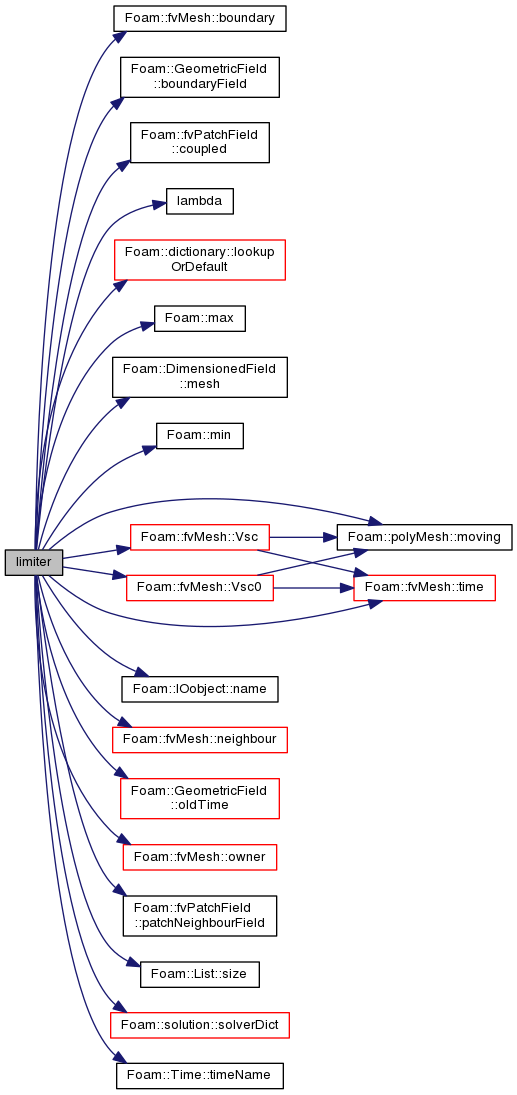 Foam::fvMesh::boundary
Foam::GeometricField
::boundaryField
Foam::fvPatchField
::coupled
lambda
Foam::dictionary::lookup
OrDefault
Foam::max
Foam::DimensionedField
::mesh
Foam::min
Foam::fvMesh::Vsc
Foam::polyMesh::moving
limiter
Foam::fvMesh::Vsc0
Foam::fvMesh::time
Foam::IOobject::name
Foam::fvMesh::neighbour
Foam::GeometricField
::oldTime
Foam::fvMesh::owner
Foam::fvPatchField
::patchNeighbourField
Foam::List::size
Foam::solution::solverDict
Foam::Time::timeName